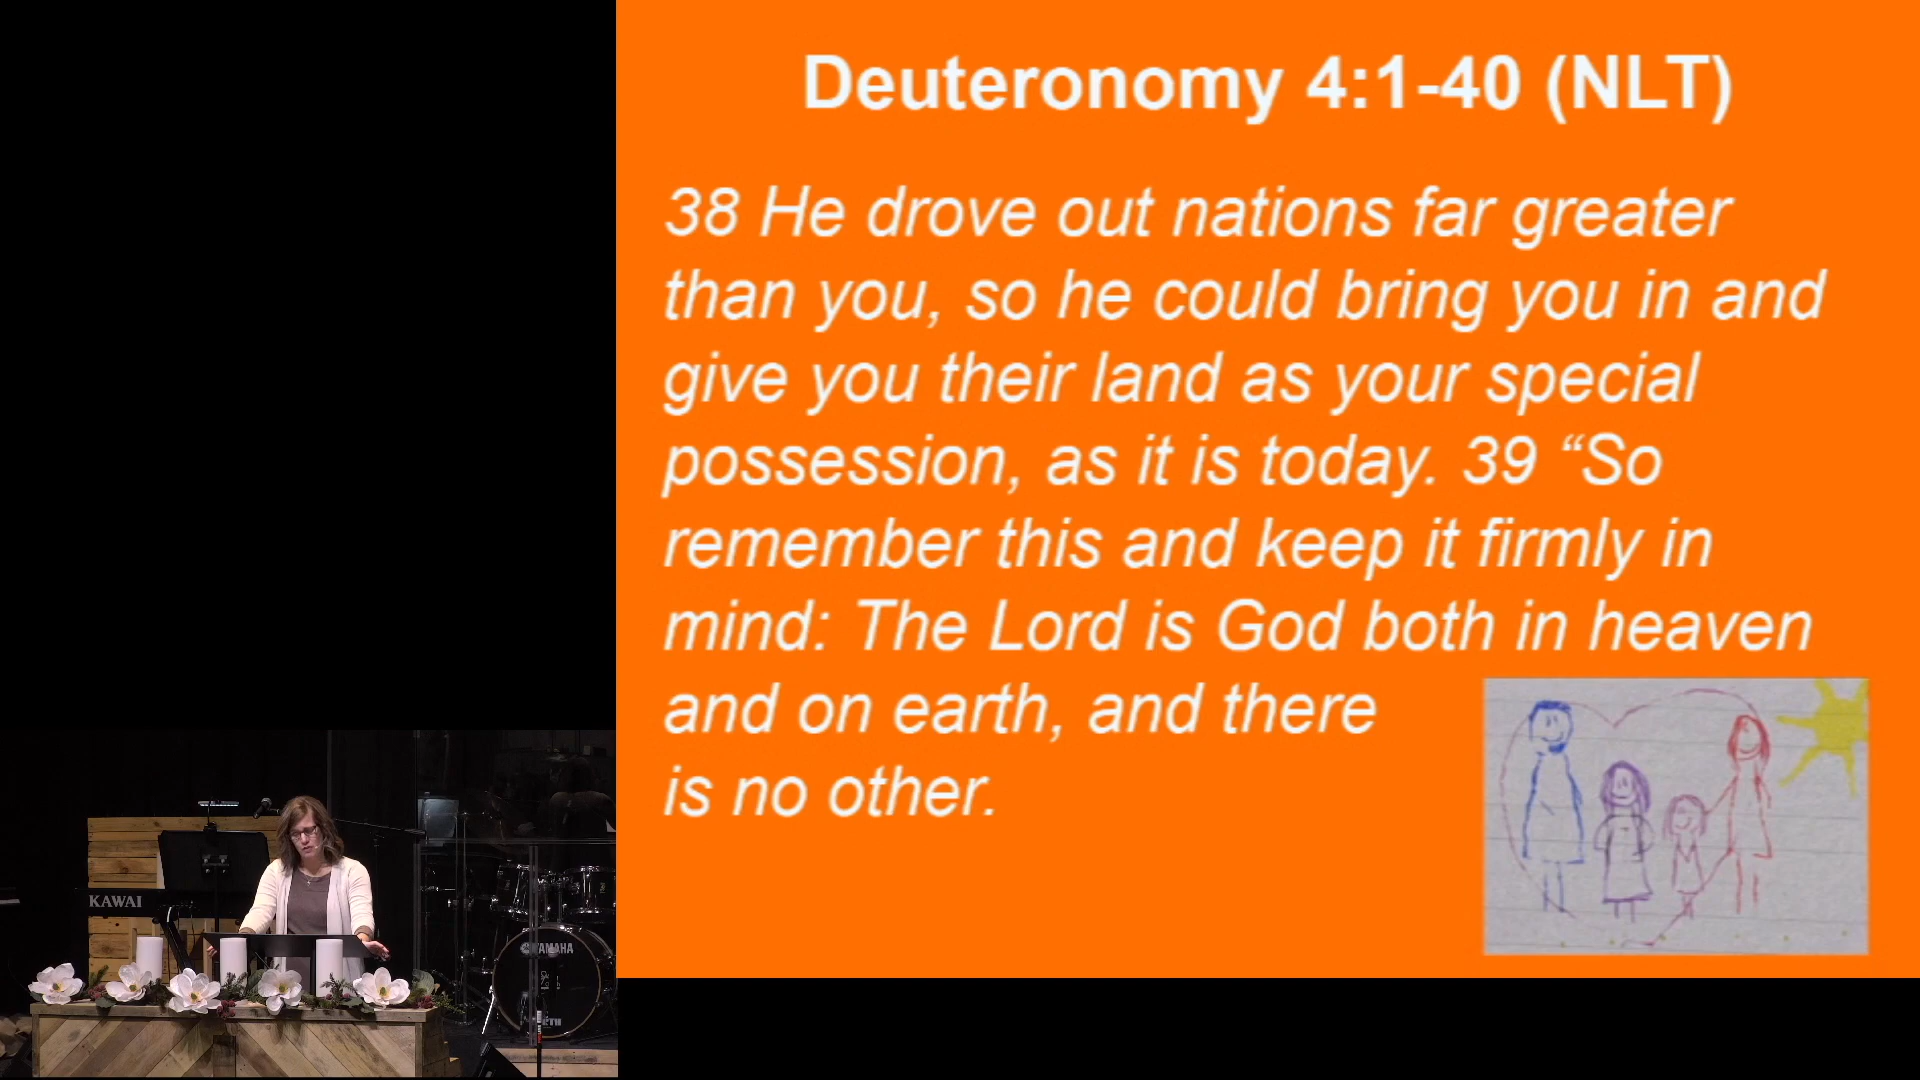 Deuteronomy 4:1-40 (NLT)
38 He drove out nations far greater
than you, so he could bring you in and
give you their land as your special
possession, as it is today. 39 “So
remember this and keep it firmly in
mind: The Lord is God both in heaven
and on earth, and there
is no other.
KAWAI
YAMAHA